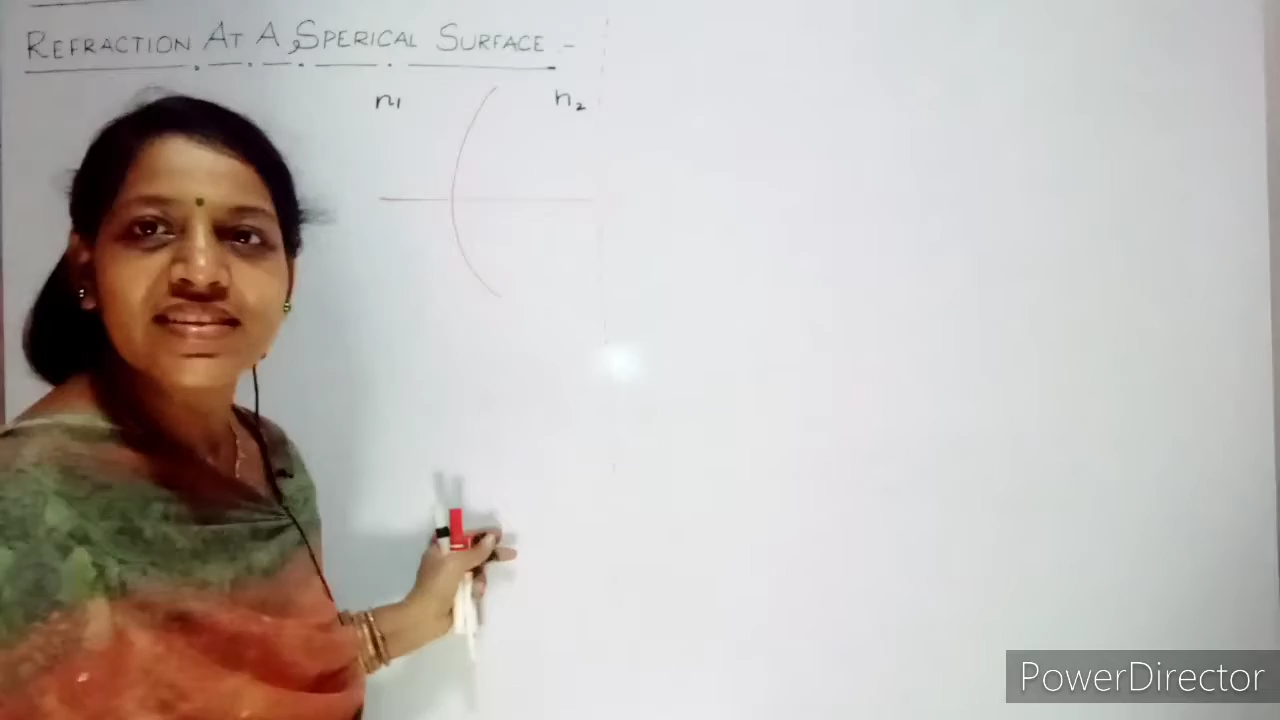 REFRACTION AT A SPERICAL SURFACE -
n1 n2
PowerDirector